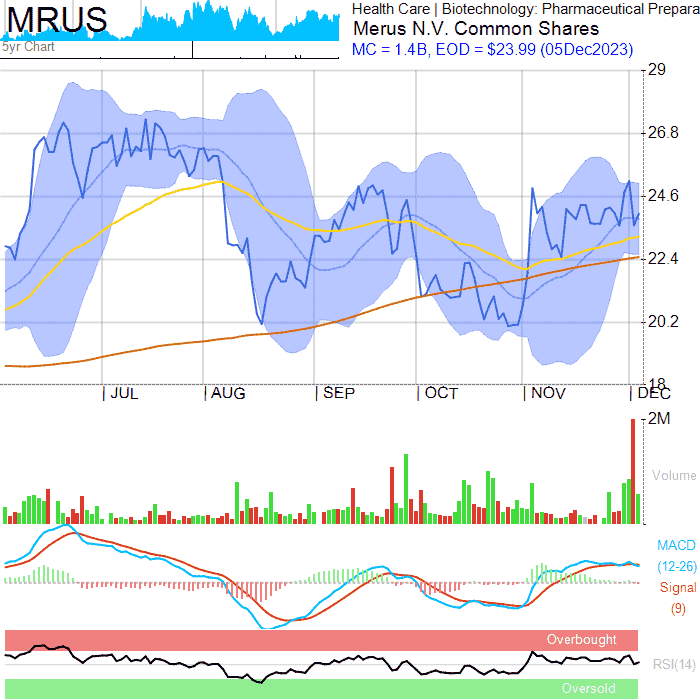 MRUS
5yr Chart
Health Care | Biotechnology: Pharmaceutical Prepara
Merus N.V. Common Shares
MC = 1.4B, EOD = $23.99 (05Dec2023)
29
26.8
24.6
22.4
20.2
18
JUL AUG SEP OCT NOV DEC
2M
Volume
MACD
(12-26)
Signal
(9)
Overbought
RSI(14)
Oversold